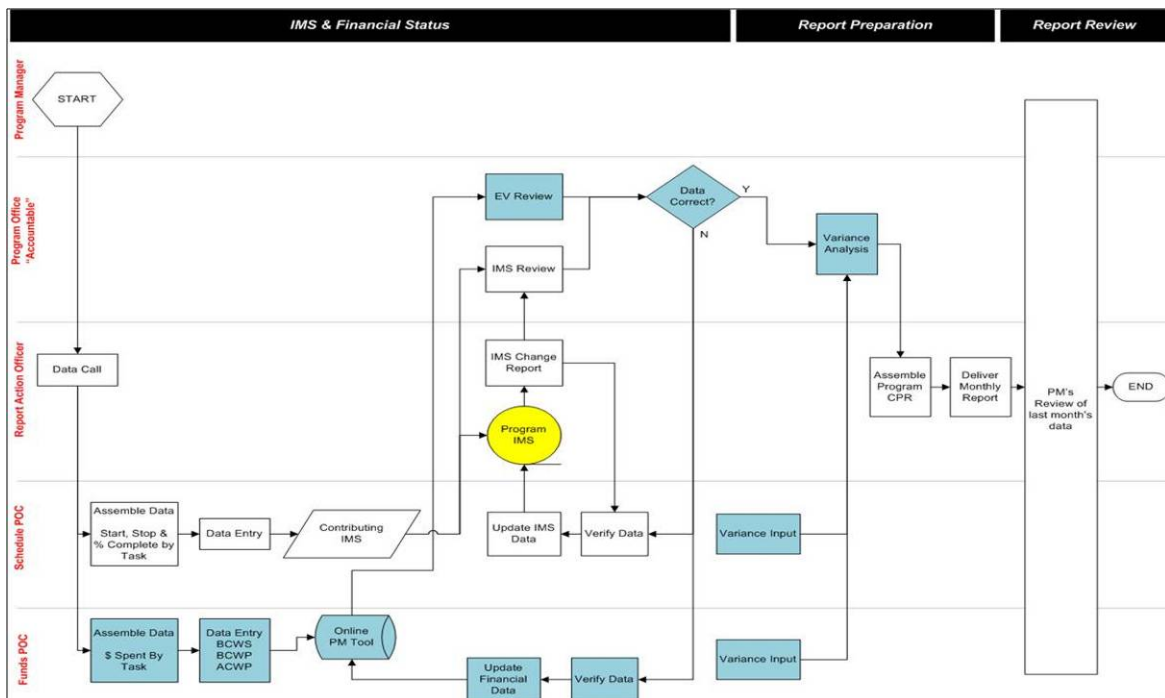 IMS & Financial Status
Report Preparation
Report Review
Program Manager
START
Program Office
"Accountable"
EV Review
Data
Correct?
Y
N
Variance
Analysis
IMS Review
Report Action Officer
Data Call
IMS Change
Report
Program
IMS
Assemble
Program
CPR
Deliver
Monthly
Report
PM's
Review of
last month's
data
END
Schedule POC
Assemble Data
Start, Stop &
% Complete by
Task
Data Entry
Contributing
IMS
Update IMS
Data
Verify Data
Variance Input
Funds POC
Assemble Data
$ Spent By
Task
Data Entry
BCWS
BCWP
ACWP
Online
PM Tool
Update
Financial
Data
Verify Data
Variance Input